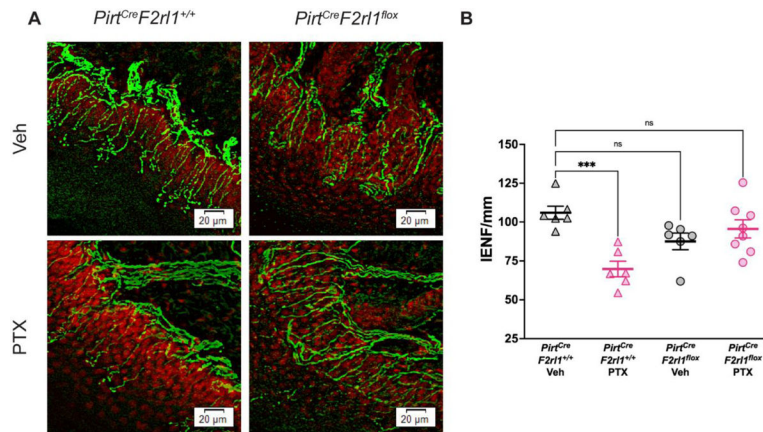 A
Pirt^Cre F2rl1^+/+
Pirt^Cre F2rl1^flox
Veh
20 µm
20 µm
PTX
20 µm
20 µm
B
ns
ns
***
IENF/mm
150
125
100
75
50
25
Pirt^Cre Pirt^Cre Pirt^Cre Pirt^Cre
F2rl1^+/+ F2rl1^+/+ F2rl1^flox F2rl1^flox
Veh PTX Veh PTX